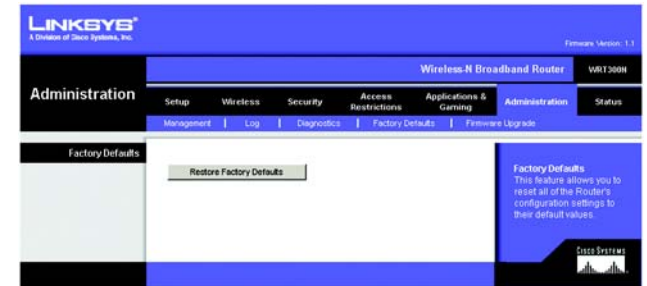 LINKSYS®
A Division of Cisco Systems, Inc.
Firmware Version: 1.1
Wireless-N Broadband Router WRT300N
Administration
Setup Wireless Security Access Restrictions Applications & Gaming Administration Status
Management | Log | Diagnostics | Factory Defaults | Firmware Upgrade
Factory Defaults
Restore Factory Defaults
Factory Defaults
This feature allows you to
reset all of the Router's
configuration settings to
their default values.
CISCO SYSTEMS